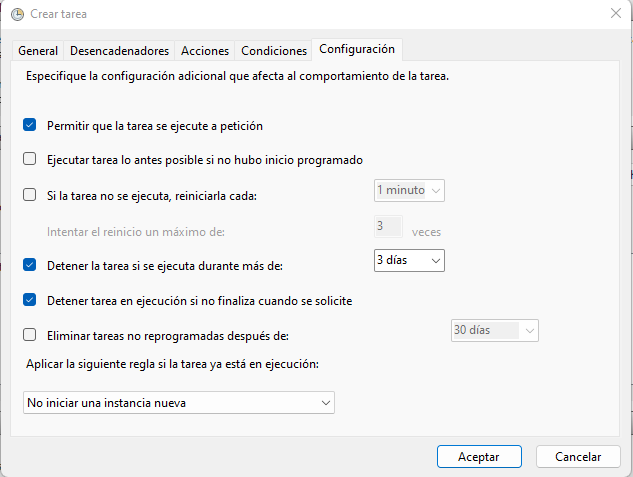 Crear tarea
General Desencadenadores Acciones Condiciones Configuración
Especifique la configuración adicional que afecta al comportamiento de la tarea.
Permitir que la tarea se ejecute a petición
Ejecutar tarea lo antes posible si no hubo inicio programado
Si la tarea no se ejecuta, reiniciarla cada: 1 minuto
Intentar el reinicio un máximo de: 3 veces
Detener la tarea si se ejecuta durante más de: 3 días
Detener tarea en ejecución si no finaliza cuando se solicite
Eliminar tareas no reprogramadas después de: 30 días
Aplicar la siguiente regla si la tarea ya está en ejecución:
No iniciar una instancia nueva
Aceptar Cancelar